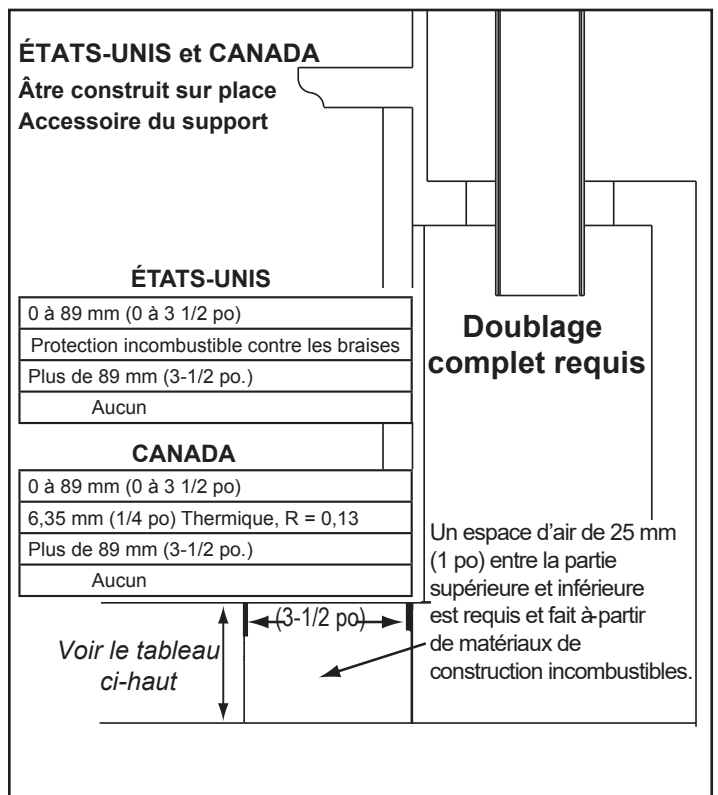 ÉTATS-UNIS et CANADA
Âtre construit sur place
Accessoire du support
ÉTATS-UNIS
0 à 89 mm (0 à 3 1/2 po)
Protection incombustible contre les braises
Plus de 89 mm (3-1/2 po.)
Aucun
CANADA
0 à 89 mm (0 à 3 1/2 po)
6,35 mm (1/4 po) Thermique, R = 0,13
Plus de 89 mm (3-1/2 po.)
Aucun
Doublage
complet requis
Un espace d'air de 25 mm
(1 po) entre la partie
supérieure et inférieure
est requis et fait à partir
de matériaux de
construction incombustibles.
(3-1/2 po)
Voir le tableau
ci-haut